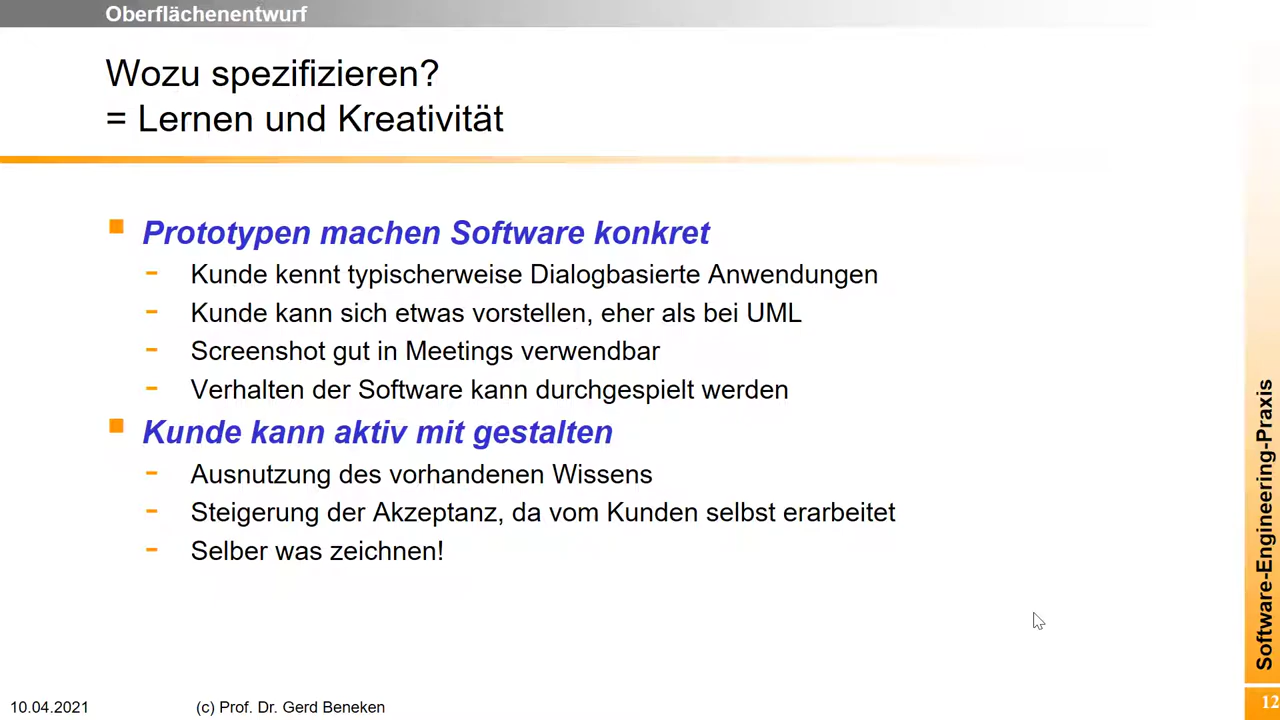 Oberflächenentwurf
Wozu spezifizieren?
= Lernen und Kreativität
Prototypen machen Software konkret
- Kunde kennt typischerweise Dialogbasierte Anwendungen
- Kunde kann sich etwas vorstellen, eher als bei UML
- Screenshot gut in Meetings verwendbar
- Verhalten der Software kann durchgespielt werden
Kunde kann aktiv mit gestalten
- Ausnutzung des vorhandenen Wissens
- Steigerung der Akzeptanz, da vom Kunden selbst erarbeitet
- Selber was zeichnen!
Software-Engineering-Praxis
10.04.2021
(c) Prof. Dr. Gerd Beneken
12